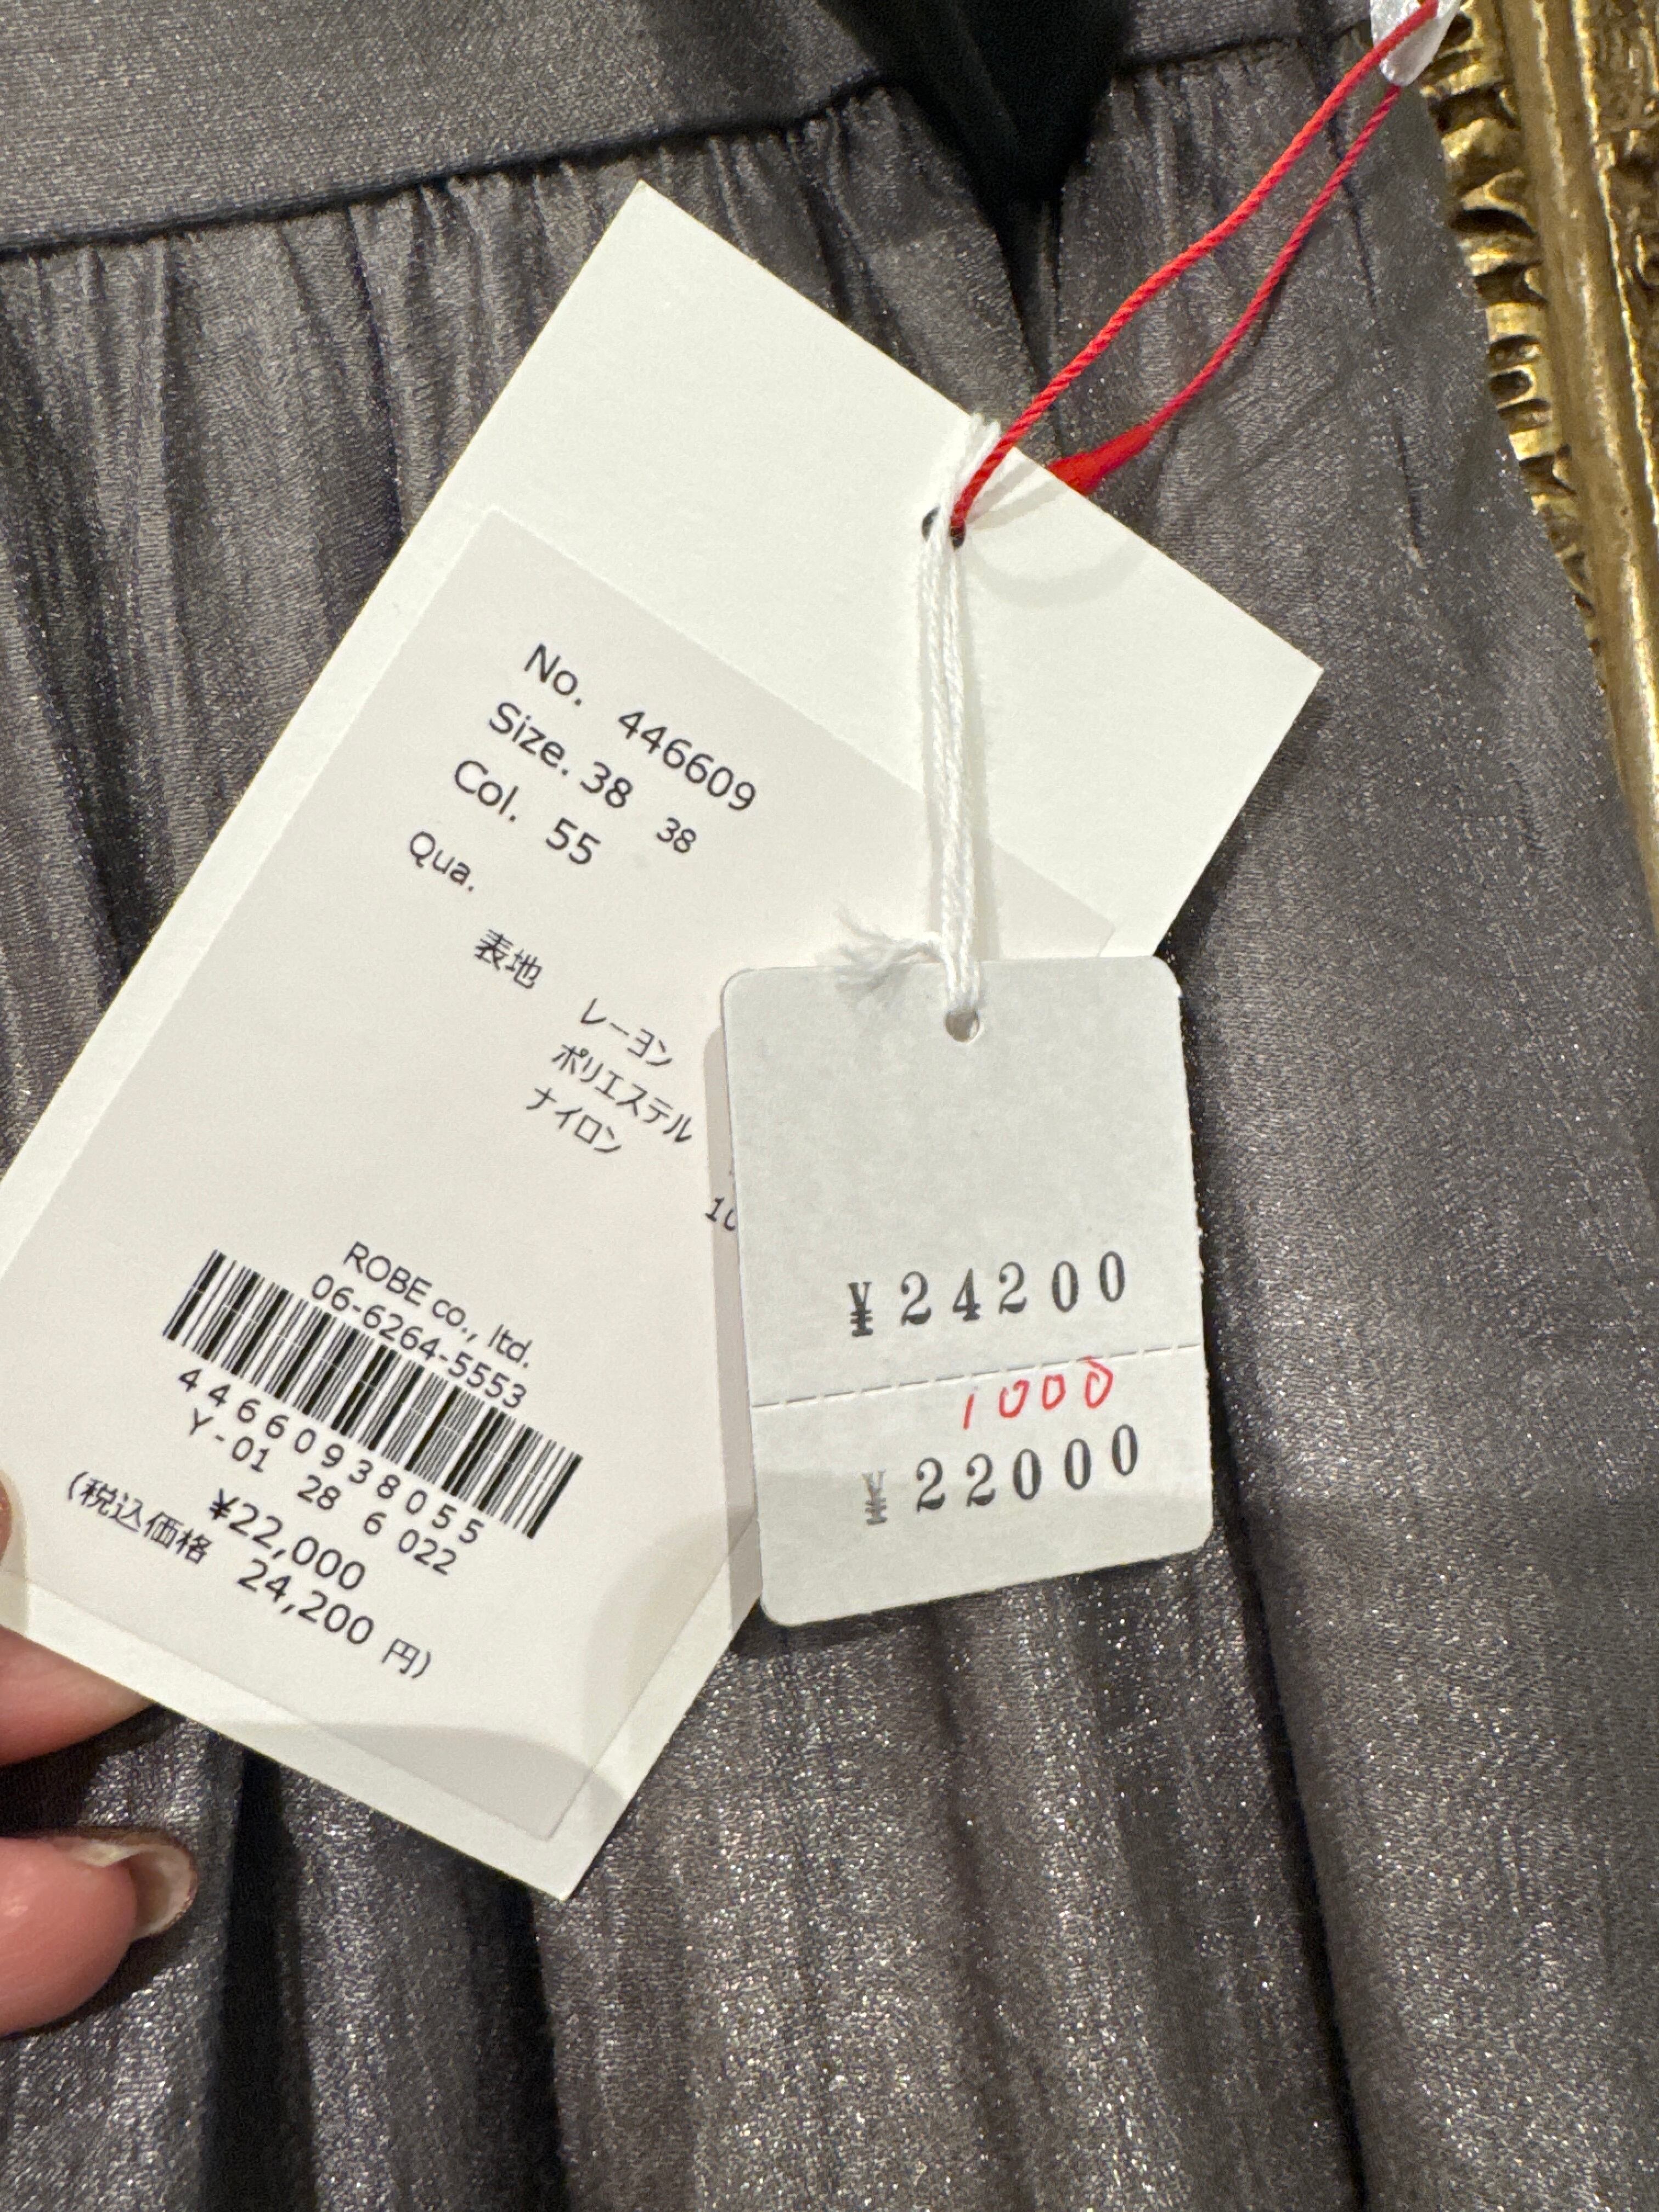 No. 446609
Size. 38 38
Col. 55
Qua.
表地
レーヨン
ポリエステル
ナイロン
ROBE co., ltd.
06-6264-5553
4466093805 5
Y-01 28 6 022
¥22,000
(税込価格 24,200 円)
¥24200
1000
¥22000